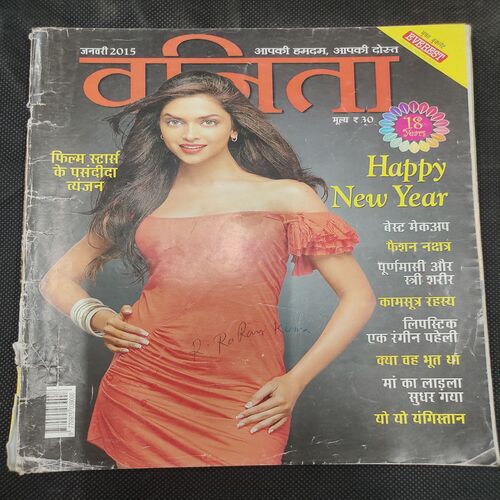 जनवरी 2015
आपकी हमदम, आपकी दोस्त
वनिता
मूल्य ₹ 30
EVEREST
18
Years
फिल्म स्टार्स
के पसंदीदा
व्यंजन
Happy
New Year
बेस्ट मेकअप
फैशन नक्षत्र
पूर्णमासी और
स्त्री शरीर
कामसूत्र रहस्य
लिपस्टिक
एक रंगीन पहेली
क्या वह भूत था
मां का लाडला
सुधर गया
यो यो यंगिस्तान